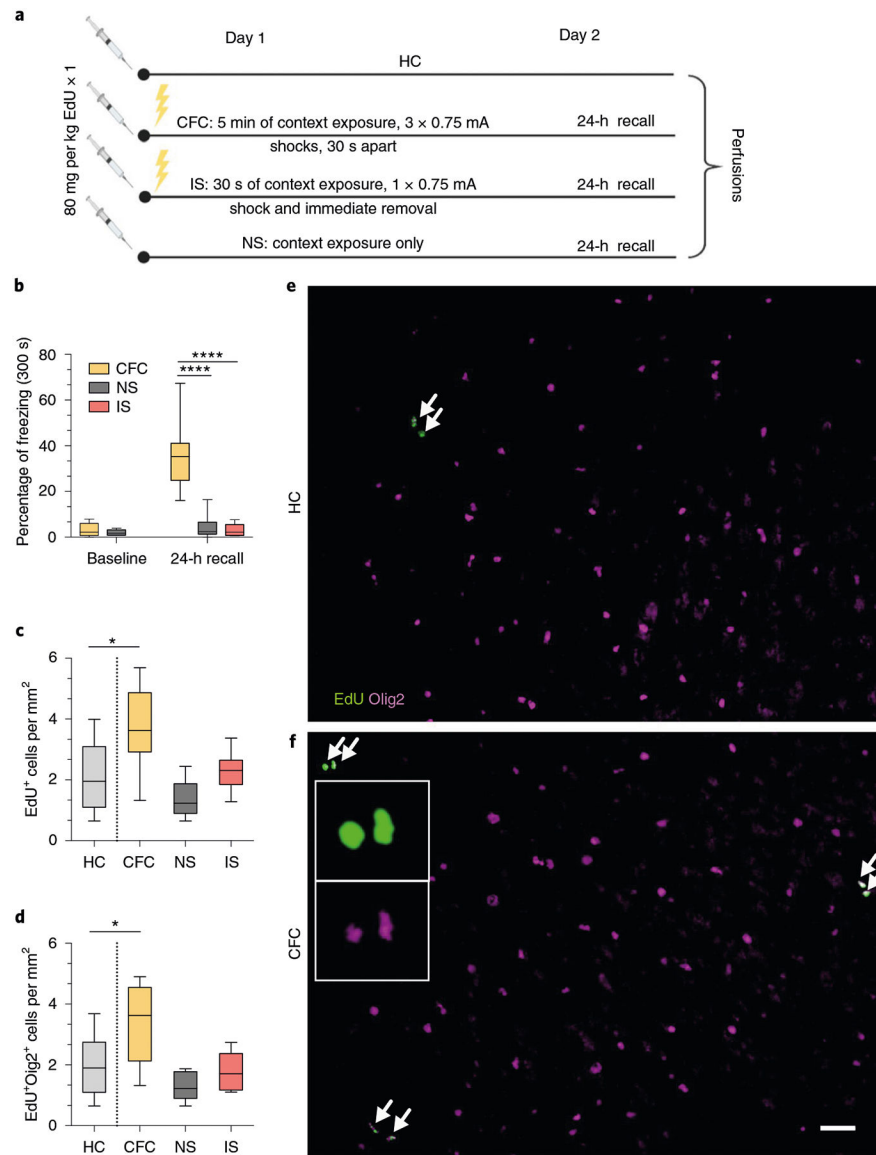 a
80 mg per kg EdU × 1
Day 1
Day 2
HC
CFC: 5 min of context exposure, 3 × 0.75 mA
shocks, 30 s apart
24-h recall
IS: 30 s of context exposure, 1 × 0.75 mA
shock and immediate removal
24-h recall
NS: context exposure only
24-h recall
Perfusions
b
Percentage of freezing (300 s)
80
60
40
20
0
CFC
NS
IS
****
****
Baseline
24-h recall
c
EdU+ cells per mm2
6
4
2
0
*
HC
CFC
NS
IS
d
EdU+Oig2+ cells per mm2
6
4
2
0
*
HC
CFC
NS
IS
e
HC
EdU Olig2
f
CFC